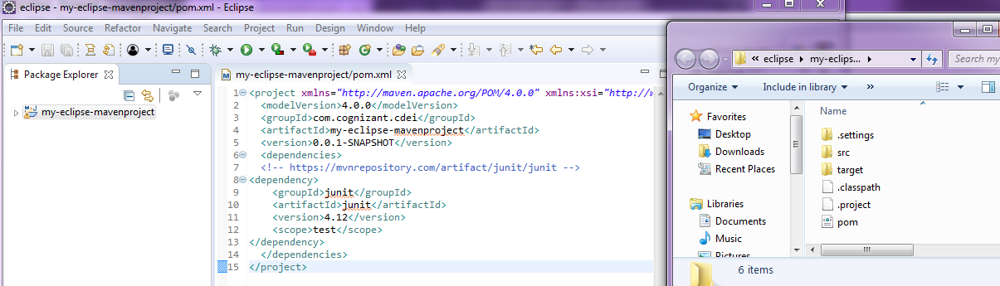 eclipse - my-eclipse-mavenproject/pom.xml - Eclipse
File Edit Source Refactor Navigate Search Project Run Design Window Help
Package Explorer
my-eclipse-mavenproject
my-eclipse-mavenproject/pom.xml
1 <project xmlns="http://maven.apache.org/POM/4.0.0" xmlns:xsi="http://w
2 <modelVersion>4.0.0</modelVersion>
3 <groupId>com.cognizant.cdei</groupId>
4 <artifactId>my-eclipse-mavenproject</artifactId>
5 <version>0.0.1-SNAPSHOT</version>
6 <dependencies>
7 <!-- https://mvnrepository.com/artifact/junit/junit -->
8 <dependency>
9 <groupId>junit</groupId>
10 <artifactId>junit</artifactId>
11 <version>4.12</version>
12 <scope>test</scope>
13 </dependency>
14 </dependencies>
15 </project>
« eclipse my-eclips...
Search my
Organize Include in library »
Favorites
Desktop
Downloads
Recent Places
Libraries
Documents
Music
Pictures
Name
.settings
src
target
.classpath
.project
pom
6 items